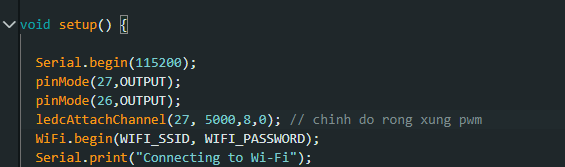 void setup() {
Serial.begin(115200);
pinMode(27,OUTPUT);
pinMode(26,OUTPUT);
ledcAttachChannel(27, 5000,8,0); // chinh do rong xung pwm
WiFi.begin(WIFI_SSID, WIFI_PASSWORD);
Serial.print("Connecting to Wi-Fi");